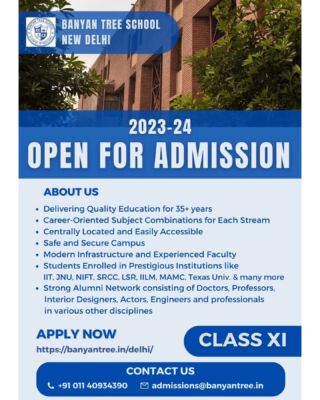 BANYAN TREE SCHOOL
NEW DELHI
2023-24
OPEN FOR ADMISSION
ABOUT US
• Delivering Quality Education for 35+ years
• Career-Oriented Subject Combinations for Each Stream
• Centrally Located and Easily Accessible
• Safe and Secure Campus
• Modern Infrastructure and Experienced Faculty
• Students Enrolled in Prestigious Institutions like
IIT, JNU, NIFT, SRCC, LSR, IILM, MAMC, Texas Univ. & many more
• Strong Alumni Network consisting of Doctors, Professors,
Interior Designers, Actors, Engineers and professionals
in various other disciplines
APPLY NOW
https://banyantree.in/delhi/
CLASS XI
CONTACT US
+91 011 40934390
admissions@banyantree.in